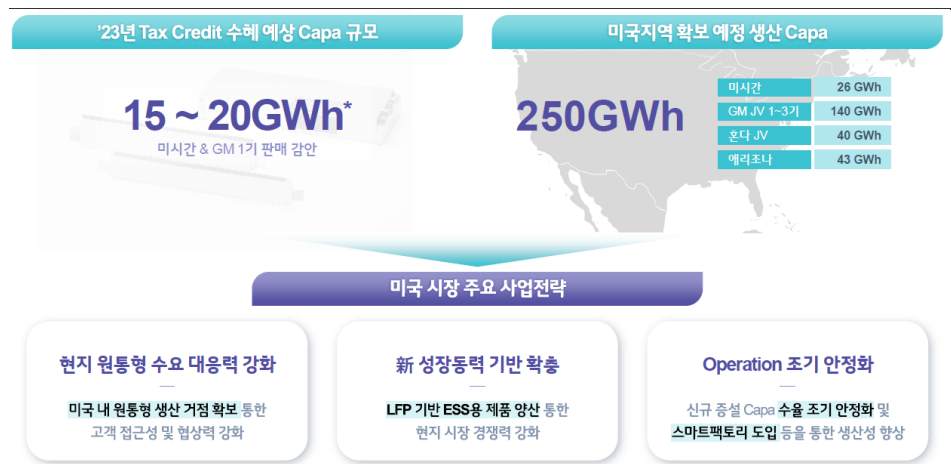 '23년 Tax Credit 수혜 예상 Capa 규모
15 ~ 20GWh*
미시간 & GM 1기 판매 감안
미국지역 확보 예정 생산 Capa
250GWh
미시간 26 GWh
GM JV 1~3기 140 GWh
혼다 JV 40 GWh
애리조나 43 GWh
미국 시장 주요 사업전략
현지 원통형 수요 대응력 강화
미국 내 원통형 생산 거점 확보 통한
고객 접근성 및 협상력 강화
新 성장동력 기반 확충
LFP 기반 ESS용 제품 양산 통한
현지 시장 경쟁력 강화
Operation 조기 안정화
신규 증설 Capa 수율 조기 안정화 및
스마트팩토리 도입 등을 통한 생산성 향상